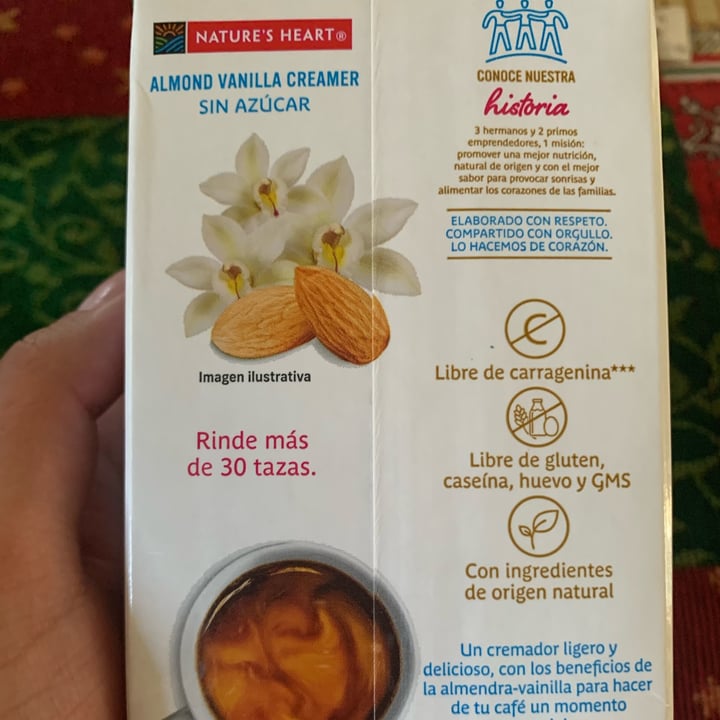 NATURE'S HEART®
ALMOND VANILLA CREAMER
SIN AZÚCAR
Imagen ilustrativa
Rinde más
de 30 tazas.
CONOCE NUESTRA
historia
3 hermanos y 2 primos
emprendedores, 1 misión:
promover una mejor nutrición,
natural de origen y con el mejor
sabor para provocar sonrisas y
alimentar los corazones de las familias.
ELABORADO CON RESPETO.
COMPARTIDO CON ORGULLO.
LO HACEMOS DE CORAZÓN.
C
Libre de carragenina***
Libre de gluten,
caseína, huevo y GMS
Con ingredientes
de origen natural
Un cremador ligero y
delicioso, con los beneficios de
la almendra-vainilla para hacer
de tu café un momento